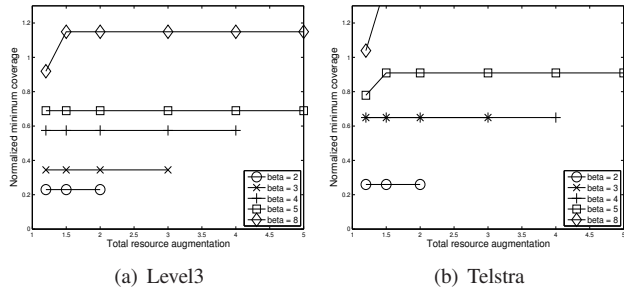 Normalized minimum coverage
1.2
1
0.8
0.6
0.4
0.2
0
1
1.5
2
2.5
3
3.5
4
4.5
5
Total resource augmentation
beta = 2
beta = 3
beta = 4
beta = 5
beta = 8
(a) Level3
Normalized minimum coverage
1.2
1
0.8
0.6
0.4
0.2
0
1
1.5
2
2.5
3
3.5
4
4.5
5
Total resource augmentation
beta = 2
beta = 3
beta = 4
beta = 5
beta = 8
(b) Telstra